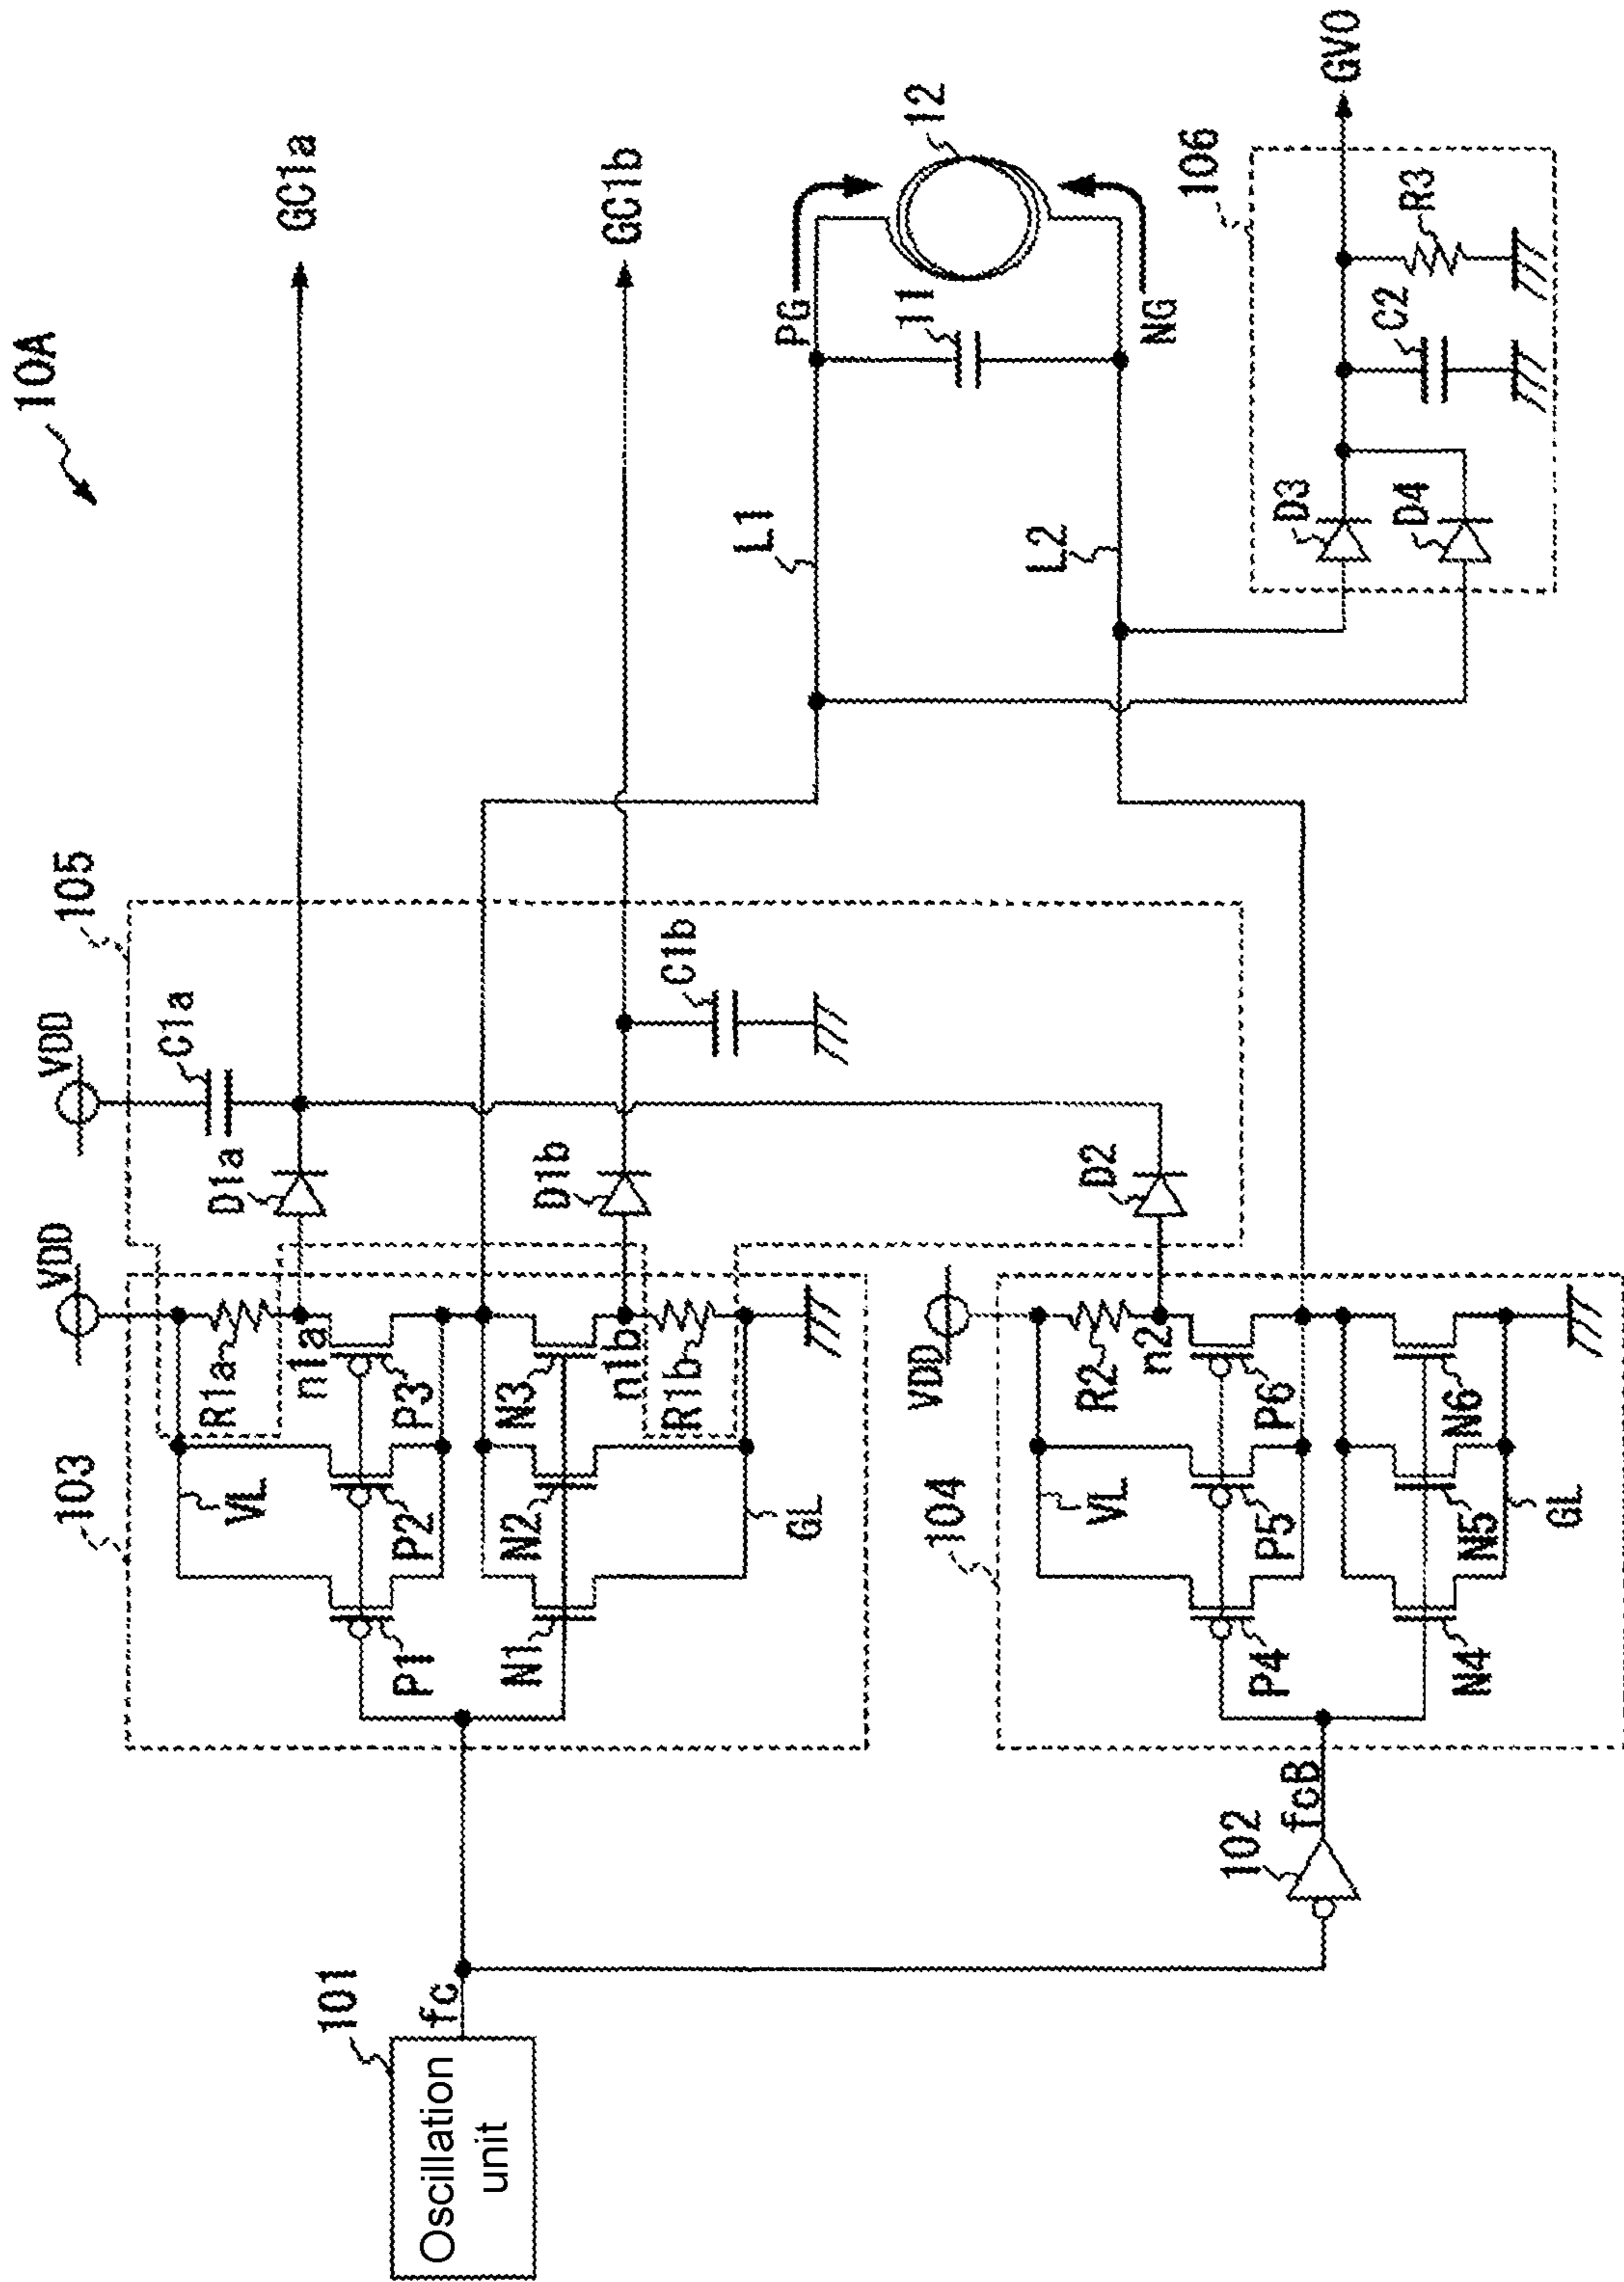 10A
GC1a
GC1b
VDD
VDD
105
C1a
D1a
103
R1a
n1a
VL
P1
P2
P3
N1
N2
N3
n1b
R1b
GL
D1b
C1b
D2
101
fc
Oscillation
unit
102
fcB
104
VDD
R2
n2
VL
P4
P5
P6
N4
N5
N6
GL
L1
L2
PG
11
12
NG
106
D3
D4
C2
R3
GVO